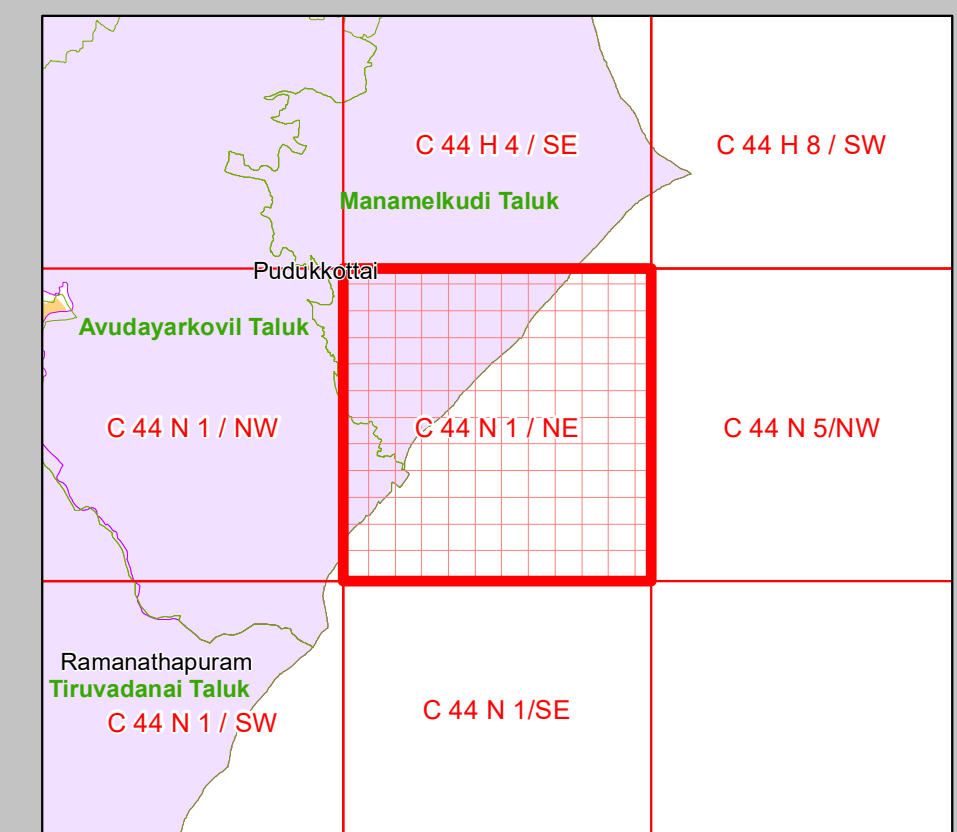 C 44 H 4 / SE
C 44 H 8 / SW
Manamelkudi Taluk
Pudukkottai
Avudayarkovil Taluk
C 44 N 1 / NW
C 44 N 1 / NE
C 44 N 5/NW
Ramanathapuram
Tiruvadanai Taluk
C 44 N 1 / SW
C 44 N 1/SE